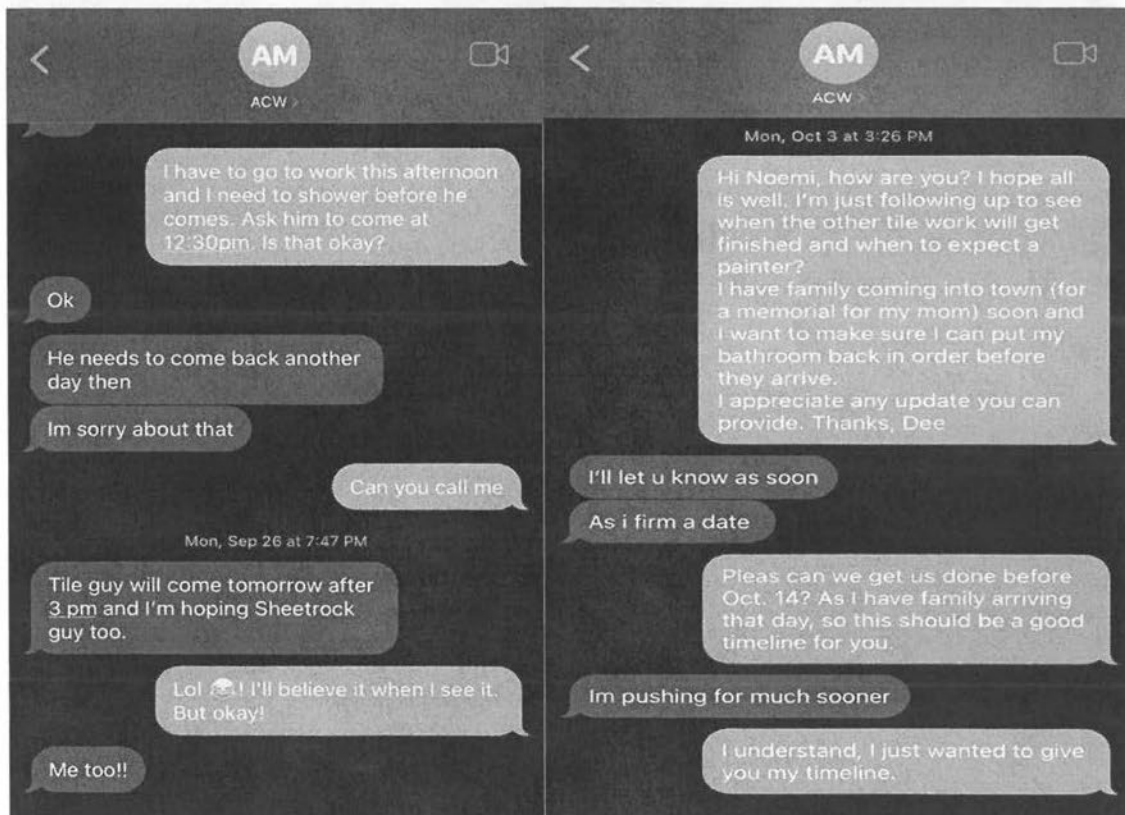 AM
ACW >
I have to go to work this afternoon
and I need to shower before he
comes. Ask him to come at
12:30pm. Is that okay?
Ok
He needs to come back another
day then
Im sorry about that
Can you call me
Mon, Sep 26 at 7:47 PM
Tile guy will come tomorrow after
3 pm and I'm hoping Sheetrock
guy too.
Lol 😂! I'll believe it when I see it.
But okay!
Me too!!
AM
ACW >
Mon, Oct 3 at 3:26 PM
Hi Noemi, how are you? I hope all
is well. I'm just following up to see
when the other tile work will get
finished and when to expect a
painter?
I have family coming into town (for
a memorial for my mom) soon and
I want to make sure I can put my
bathroom back in order before
they arrive.
I appreciate any update you can
provide. Thanks, Dee
I'll let u know as soon
As i firm a date
Pleas can we get us done before
Oct. 14? As I have family arriving
that day, so this should be a good
timeline for you.
Im pushing for much sooner
I understand, I just wanted to give
you my timeline.